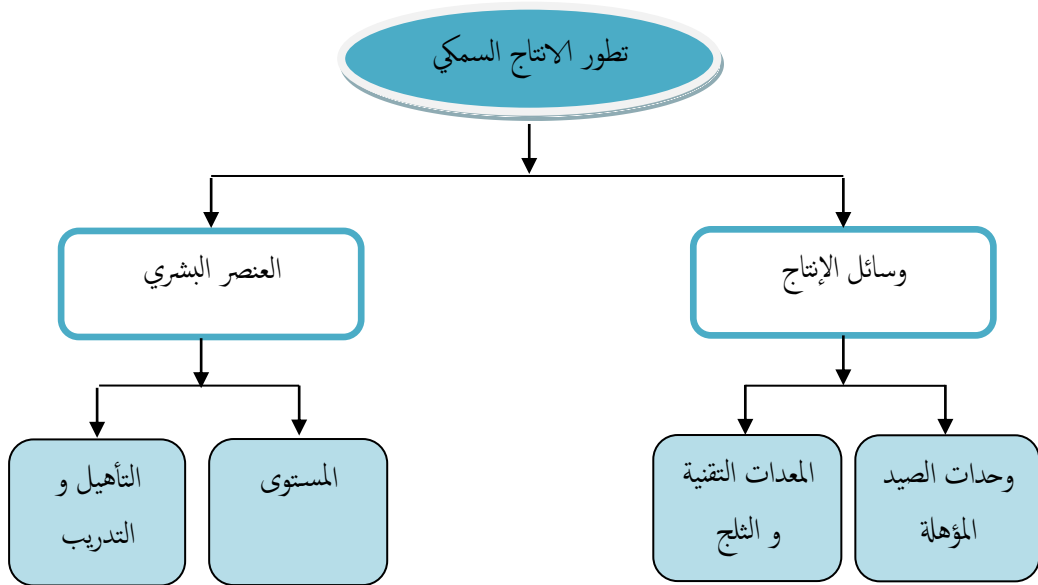 تطور الانتاج السمكي
وسائل الإنتاج
العنصر البشري
وحدات الصيد
المؤهلة
المعدات التقنية
و الثلج
المستوى
التأهيل و
التدريب